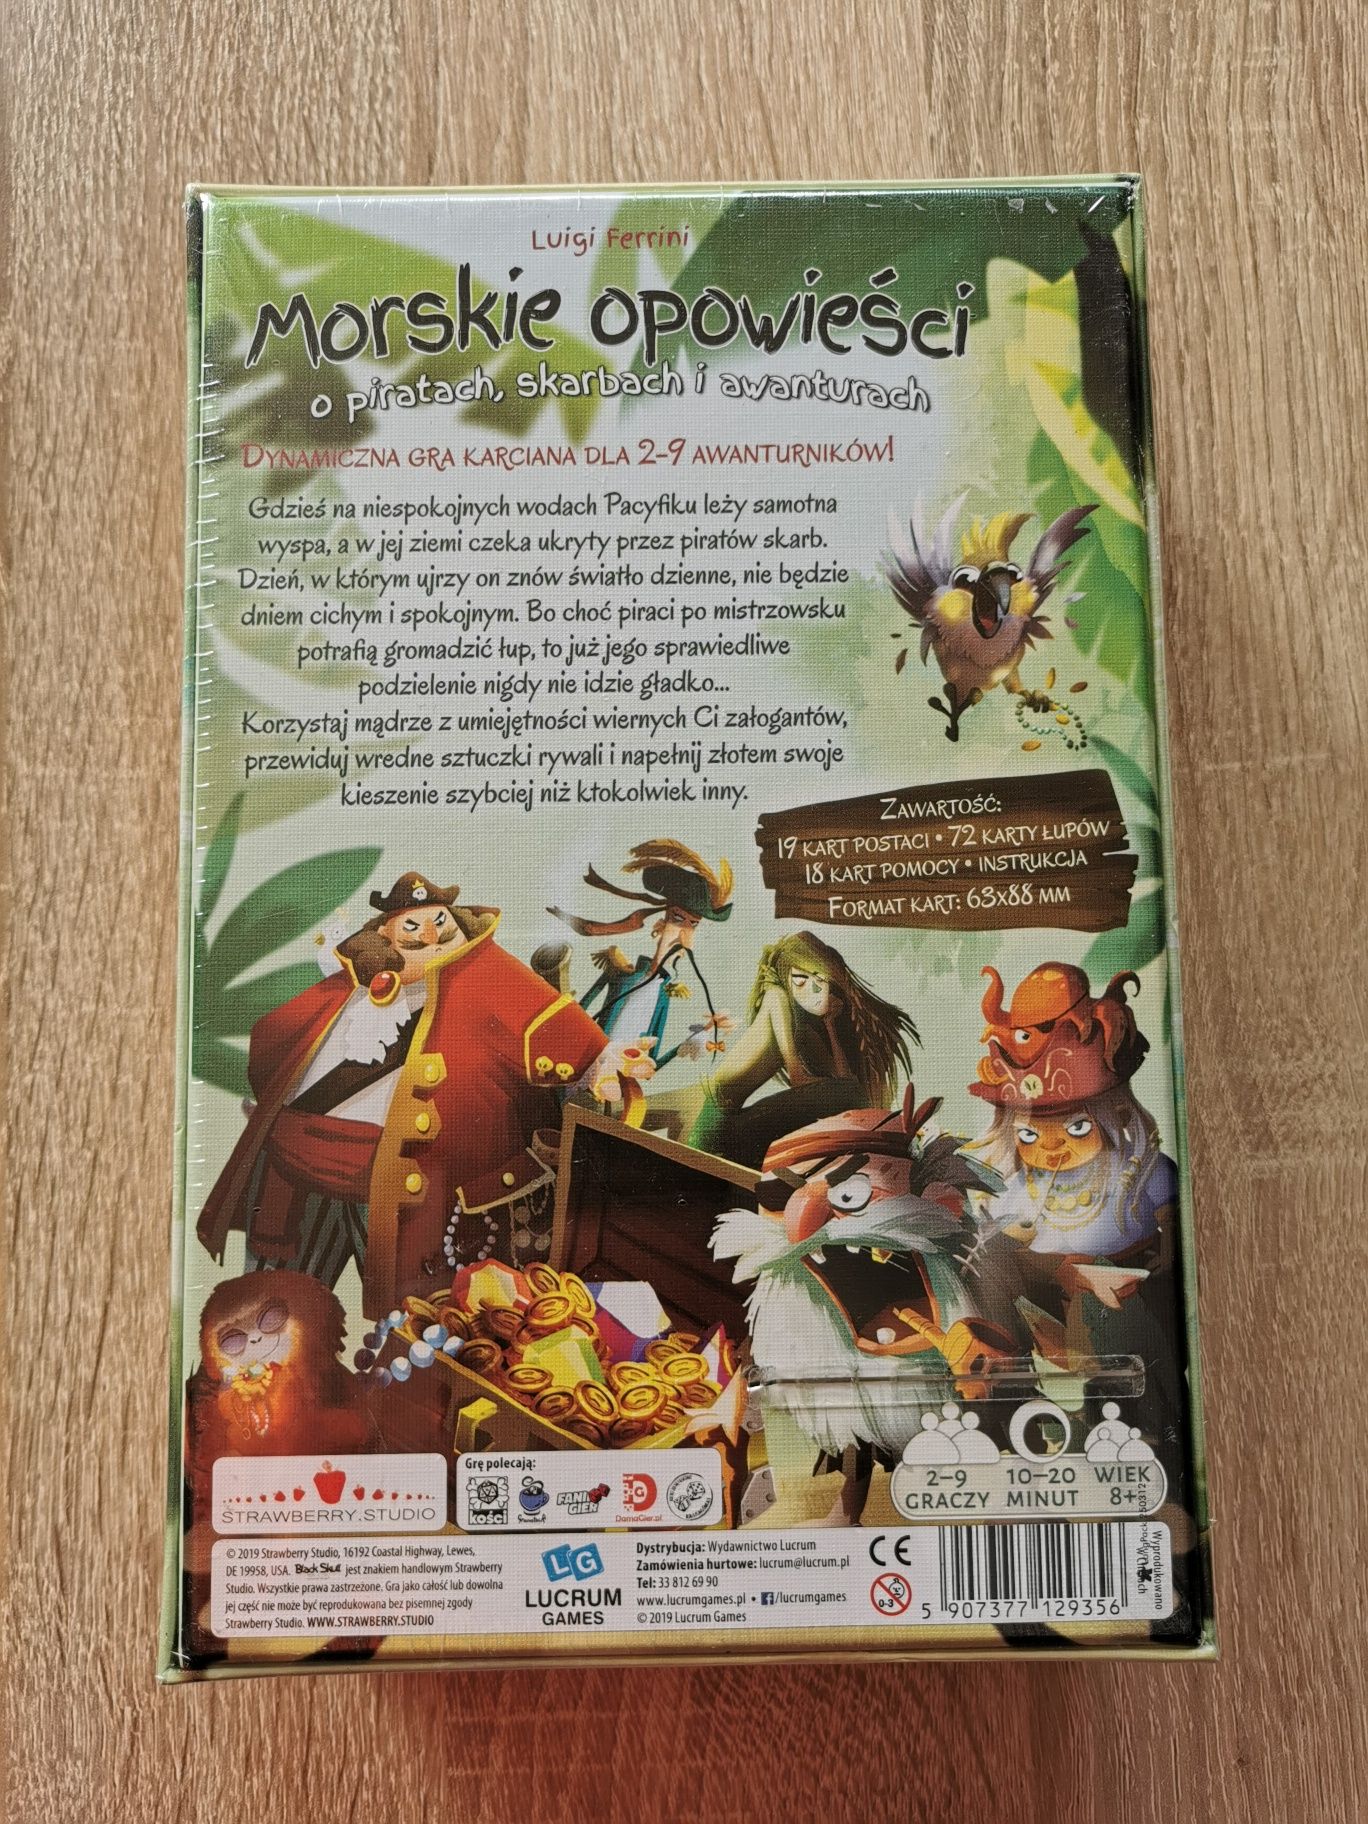 Luigi Ferrini
Morskie opowieści
o piratach, skarbach i awanturach
Dynamiczna gra karciana dla 2-9 awanturników!
Gdzieś na niespokojnych wodach Pacyfiku leży samotna
wyspa, a w jej ziemi czeka ukryty przez piratów skarb.
Dzień, w którym ujrzy on znów światło dzienne, nie będzie
dniem cichym i spokojnym. Bo choć piraci po mistrzowsku
potrafią gromadzić łup, to już jego sprawiedliwe
podzielenie nigdy nie idzie gładko...
Korzystaj mądrze z umiejętności wiernych Ci załogantów,
przewiduj wredne sztuczki rywali i napełnij złotem swoje
kieszenie szybciej niż ktokolwiek inny.
Zawartość:
19 kart postaci • 72 karty łupów
18 kart pomocy • instrukcja
Format kart: 63x88 mm
2–9 GRACZY
10–20 MINUT
WIEK 8+
STRAWBERRY.STUDIO
Grę polecają:
kości
FANI GIER
DamaGier.pl
© 2019 Strawberry Studio, 16192 Coastal Highway, Lewes,
DE 19958, USA. Black Skull jest znakiem handlowym Strawberry
Studio. Wszystkie prawa zastrzeżone. Gra jako całość lub dowolna
jej część nie może być reprodukowana bez pisemnej zgody
Strawberry Studio. WWW.STRAWBERRY.STUDIO
LG
LUCRUM
GAMES
Dystrybucja: Wydawnictwo Lucrum
Zamówienia hurtowe: lucrum@lucrum.pl
Tel: 33 812 69 90
www.lucrumgames.pl • f/lucrumgames
© 2019 Lucrum Games
CE
0-3
5 907377 129356
Wyprodukowano